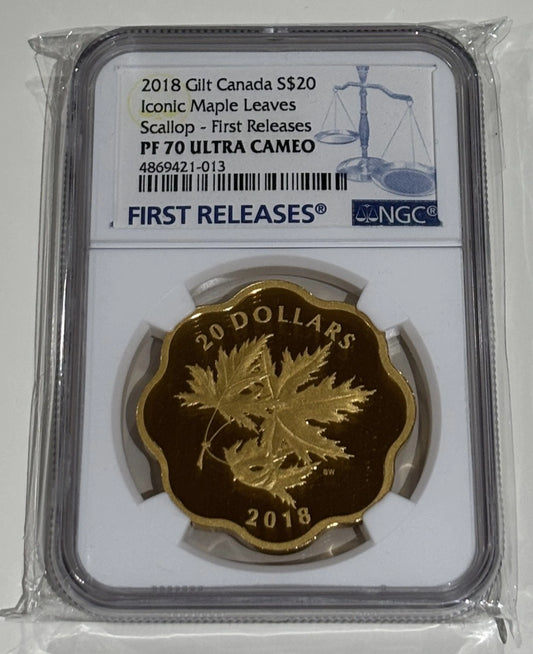 2018 Gilt Canada S$20
Iconic Maple Leaves
Scallop - First Releases
PF 70 ULTRA CAMEO
4869421-013
FIRST RELEASES®
NGC®
20 DOLLARS
BW
2018